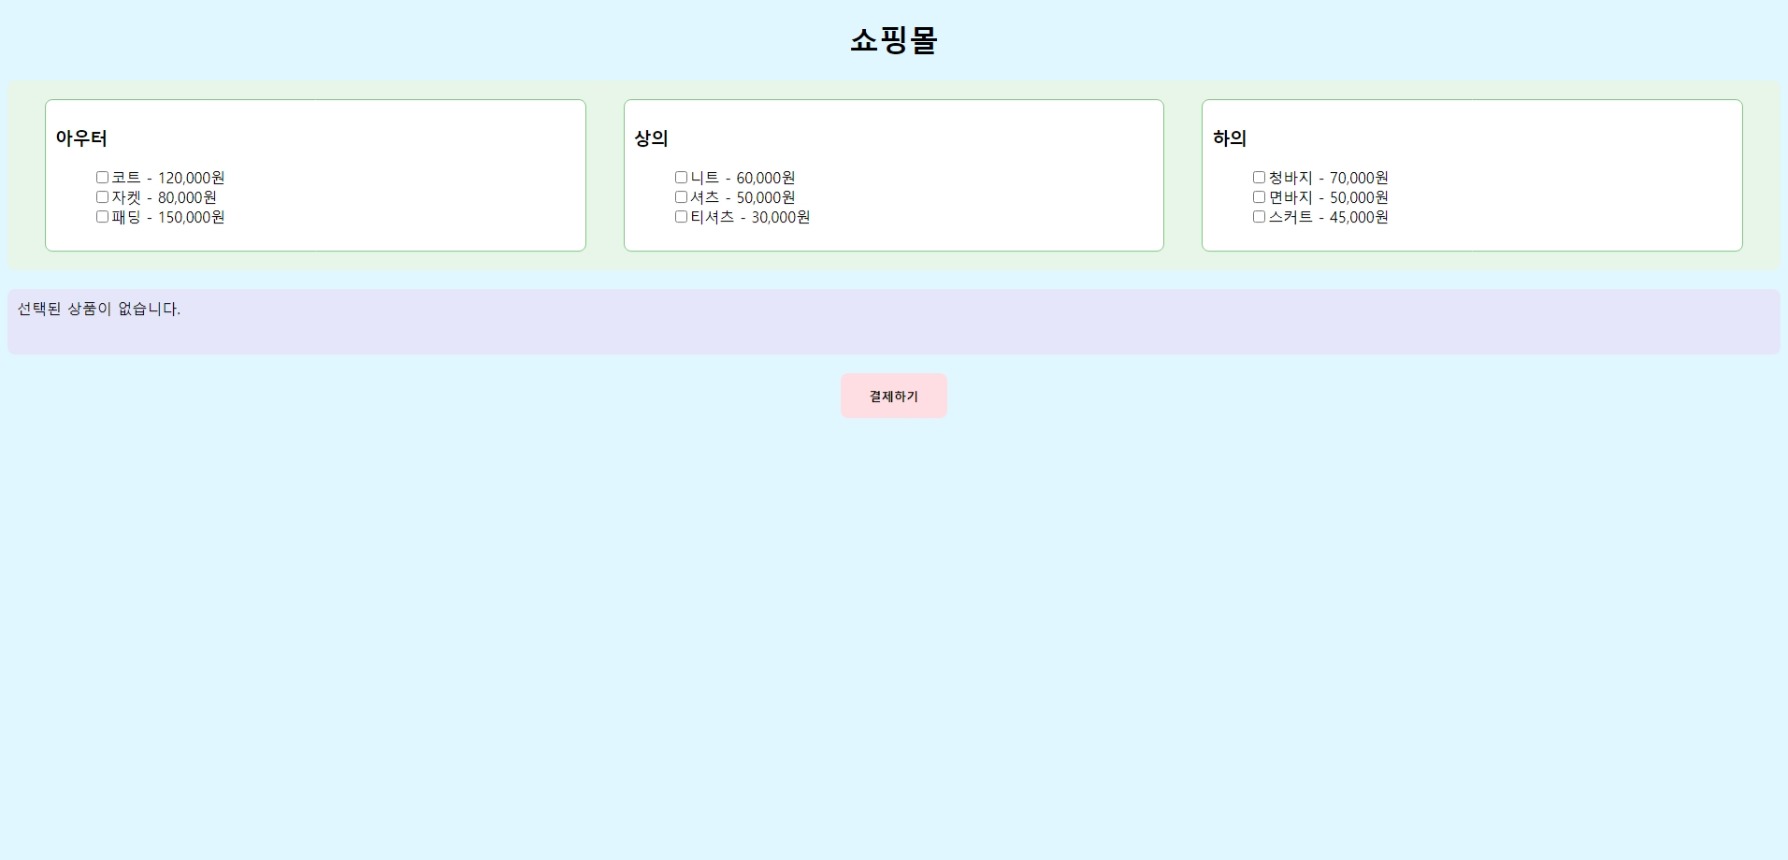 쇼핑몰
아우터
코트 - 120,000원
자켓 - 80,000원
패딩 - 150,000원
상의
니트 - 60,000원
셔츠 - 50,000원
티셔츠 - 30,000원
하의
청바지 - 70,000원
면바지 - 50,000원
스커트 - 45,000원
선택된 상품이 없습니다.
결제하기